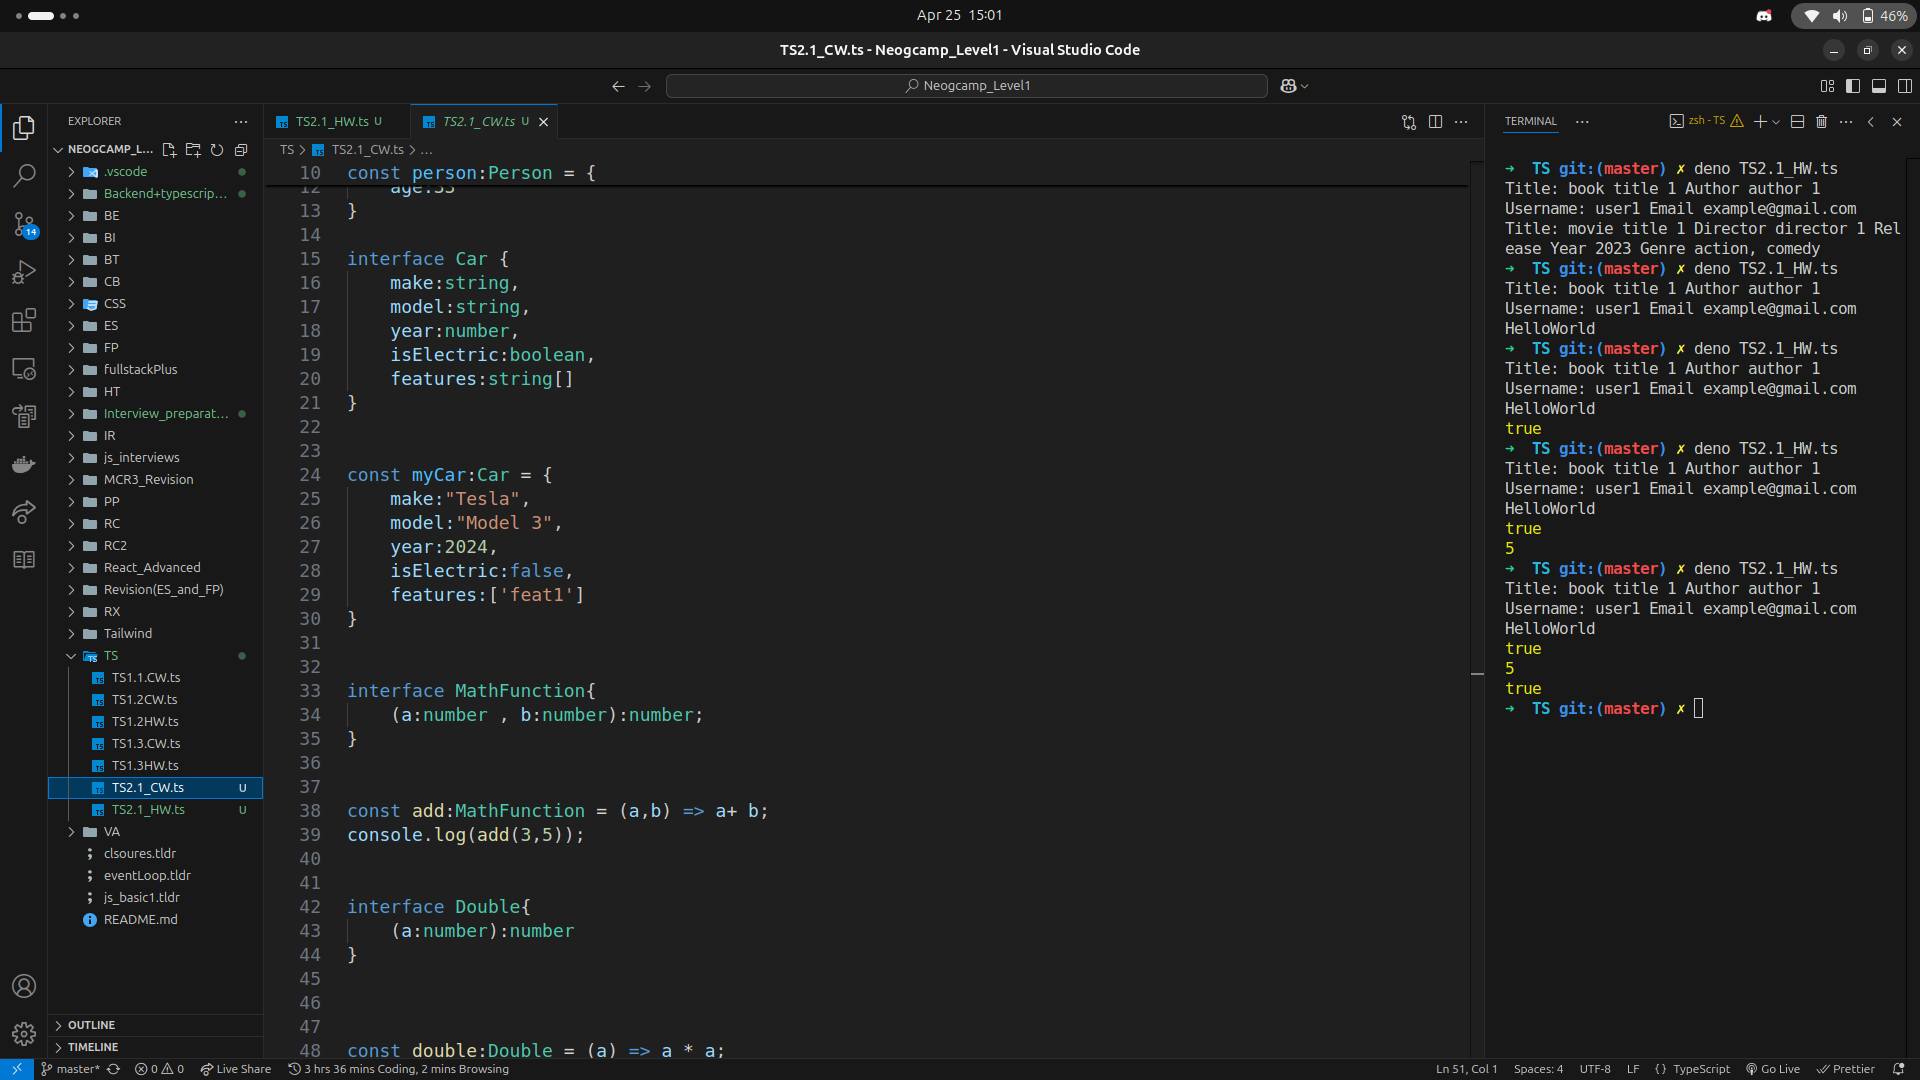 Apr 25 15:01
46%
TS2.1_CW.ts - Neogcamp_Level1 - Visual Studio Code
Neogcamp_Level1
EXPLORER
NEOGCAMP_L...
.vscode
Backend+typescrip...
BE
BI
BT
CB
CSS
ES
FP
fullstackPlus
HT
Interview_preparat...
IR
js_interviews
MCR3_Revision
PP
RC
RC2
React_Advanced
Revision(ES_and_FP)
RX
Tailwind
TS
TS1.1.CW.ts
TS1.2CW.ts
TS1.2HW.ts
TS1.3.CW.ts
TS1.3HW.ts
TS2.1_CW.ts U
TS2.1_HW.ts U
VA
clsoures.tldr
eventLoop.tldr
js_basic1.tldr
README.md
OUTLINE
TIMELINE
14
TS2.1_HW.ts U
TS2.1_CW.ts U
TS > TS2.1_CW.ts > ...
10 const person:Person = {
12 age:33
13 }
14
15 interface Car {
16 make:string,
17 model:string,
18 year:number,
19 isElectric:boolean,
20 features:string[]
21 }
22
23
24 const myCar:Car = {
25 make:"Tesla",
26 model:"Model 3",
27 year:2024,
28 isElectric:false,
29 features:['feat1']
30 }
31
32
33 interface MathFunction{
34 (a:number , b:number):number;
35 }
36
37
38 const add:MathFunction = (a,b) => a+ b;
39 console.log(add(3,5));
40
41
42 interface Double{
43 (a:number):number
44 }
45
46
47
48 const double:Double = (a) => a * a;
TERMINAL
zsh - TS
➜ TS git:(master) ✗ deno TS2.1_HW.ts
Title: book title 1 Author author 1
Username: user1 Email example@gmail.com
Title: movie title 1 Director director 1 Rel
ease Year 2023 Genre action, comedy
➜ TS git:(master) ✗ deno TS2.1_HW.ts
Title: book title 1 Author author 1
Username: user1 Email example@gmail.com
HelloWorld
➜ TS git:(master) ✗ deno TS2.1_HW.ts
Title: book title 1 Author author 1
Username: user1 Email example@gmail.com
HelloWorld
true
➜ TS git:(master) ✗ deno TS2.1_HW.ts
Title: book title 1 Author author 1
Username: user1 Email example@gmail.com
HelloWorld
true
5
➜ TS git:(master) ✗ deno TS2.1_HW.ts
Title: book title 1 Author author 1
Username: user1 Email example@gmail.com
HelloWorld
true
5
true
➜ TS git:(master) ✗
master* 0 0 Live Share 3 hrs 36 mins Coding, 2 mins Browsing
Ln 51, Col 1 Spaces: 4 UTF-8 LF {} TypeScript Go Live Prettier